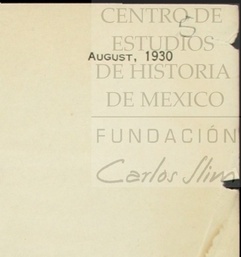 CENTRO DE
5
ESTUDIOS
AUGUST, 1930
DE HISTORIA
DE MEXICO
FUNDACIÓN
Carlos Slim